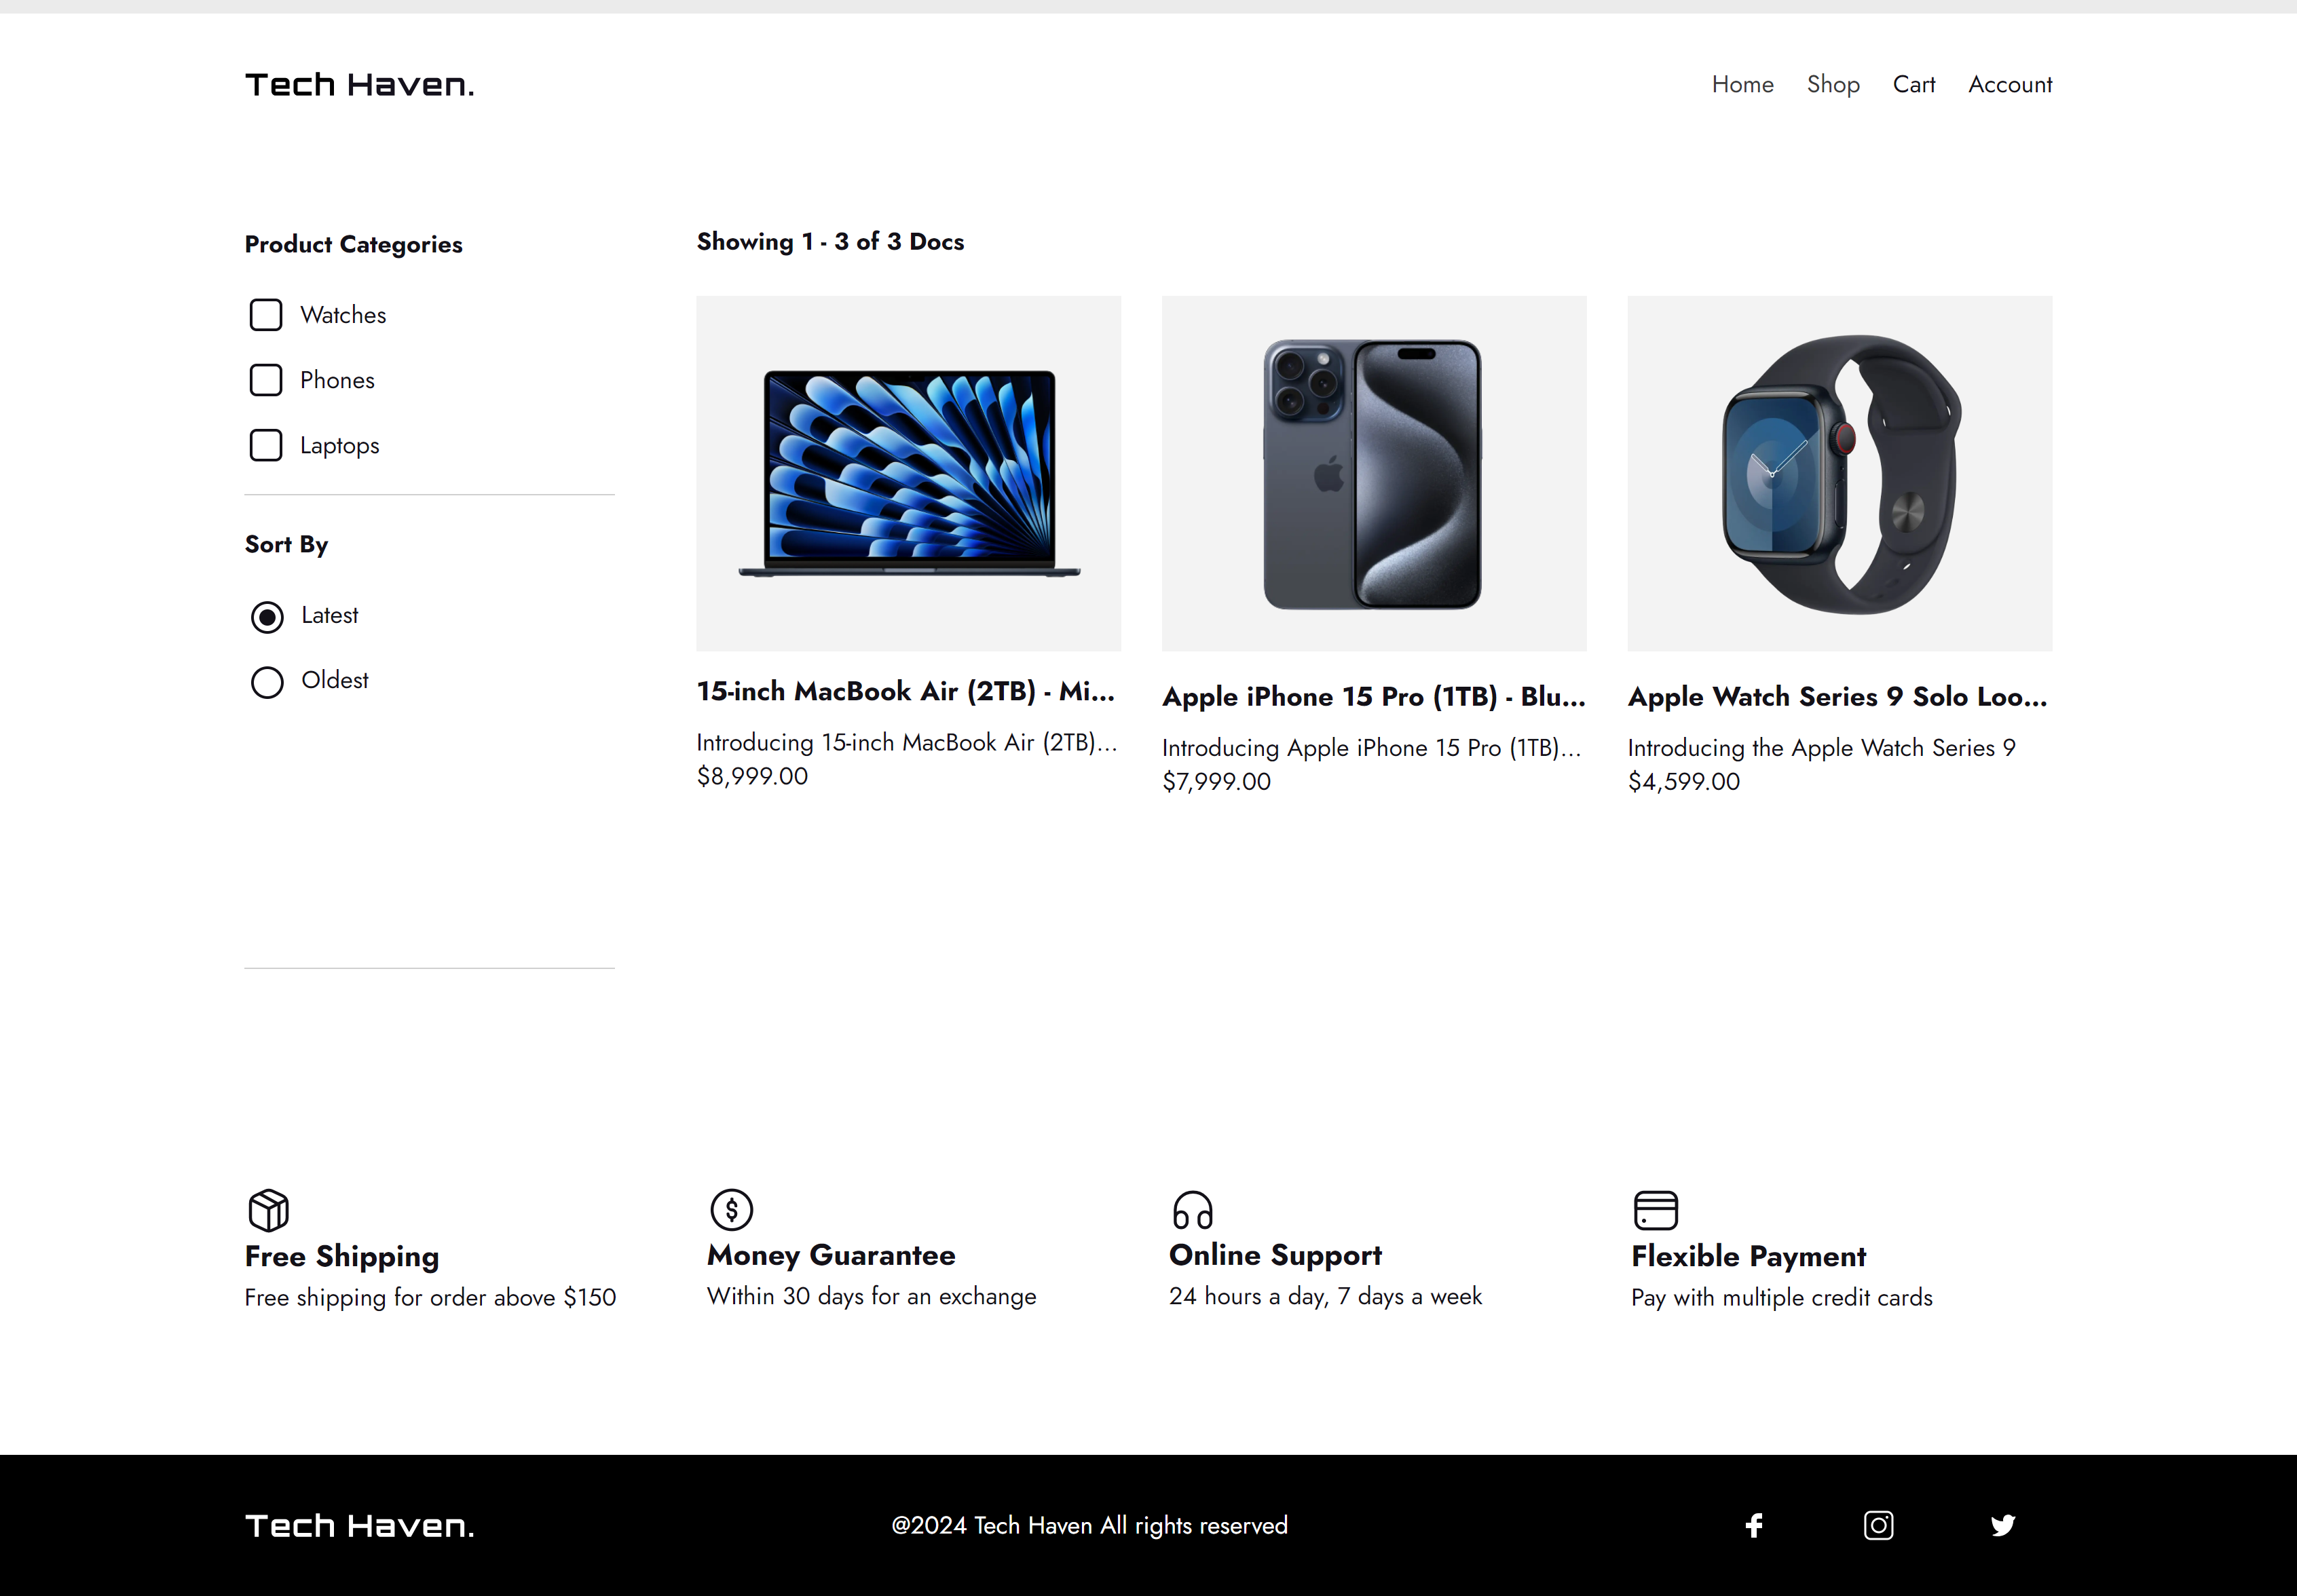 Tech Haven.
Home Shop Cart Account
Product Categories
Watches
Phones
Laptops
Sort By
Latest
Oldest
Showing 1 - 3 of 3 Docs
15-inch MacBook Air (2TB) - Mi...
Introducing 15-inch MacBook Air (2TB)...
$8,999.00
Apple iPhone 15 Pro (1TB) - Blu...
Introducing Apple iPhone 15 Pro (1TB)...
$7,999.00
Apple Watch Series 9 Solo Loo...
Introducing the Apple Watch Series 9
$4,599.00
Free Shipping
Free shipping for order above $150
Money Guarantee
Within 30 days for an exchange
Online Support
24 hours a day, 7 days a week
Flexible Payment
Pay with multiple credit cards
Tech Haven.
@2024 Tech Haven All rights reserved